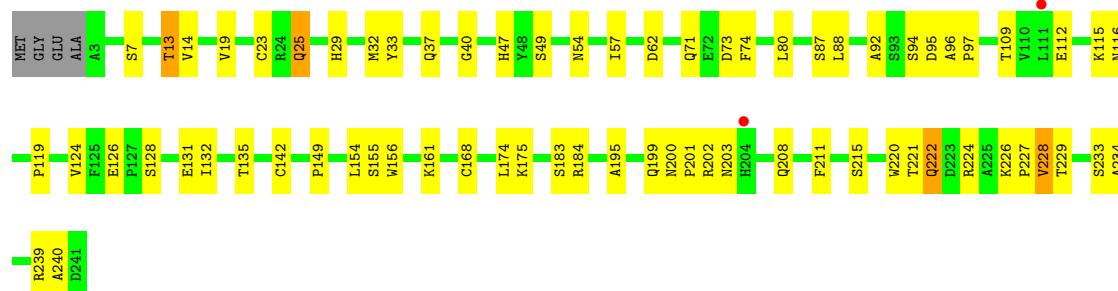 MET GLY GLU ALA A3 S7 T13 V14 V19 C23 R24 Q25 H29 M32 Y33 Q37 G40 H47 Y48 S49 N54 I57 D62 Q71 E72 D73 F74 L80 S87 L88 A92 S93 S94 D95 A96 P97 T109 V110 L111 E112 K115 N116
P119 V124 F125 E126 P127 S128 E131 I132 T135 C142 P149 L154 S155 W156 K161 C168 L174 K175 S183 R184 A195 Q199 N200 P201 R202 N203 H204 Q208 F211 S215 W220 T221 Q222 D223 R224 A225 K226 P227 V228 T229 S233 A234
R239 A240 D241